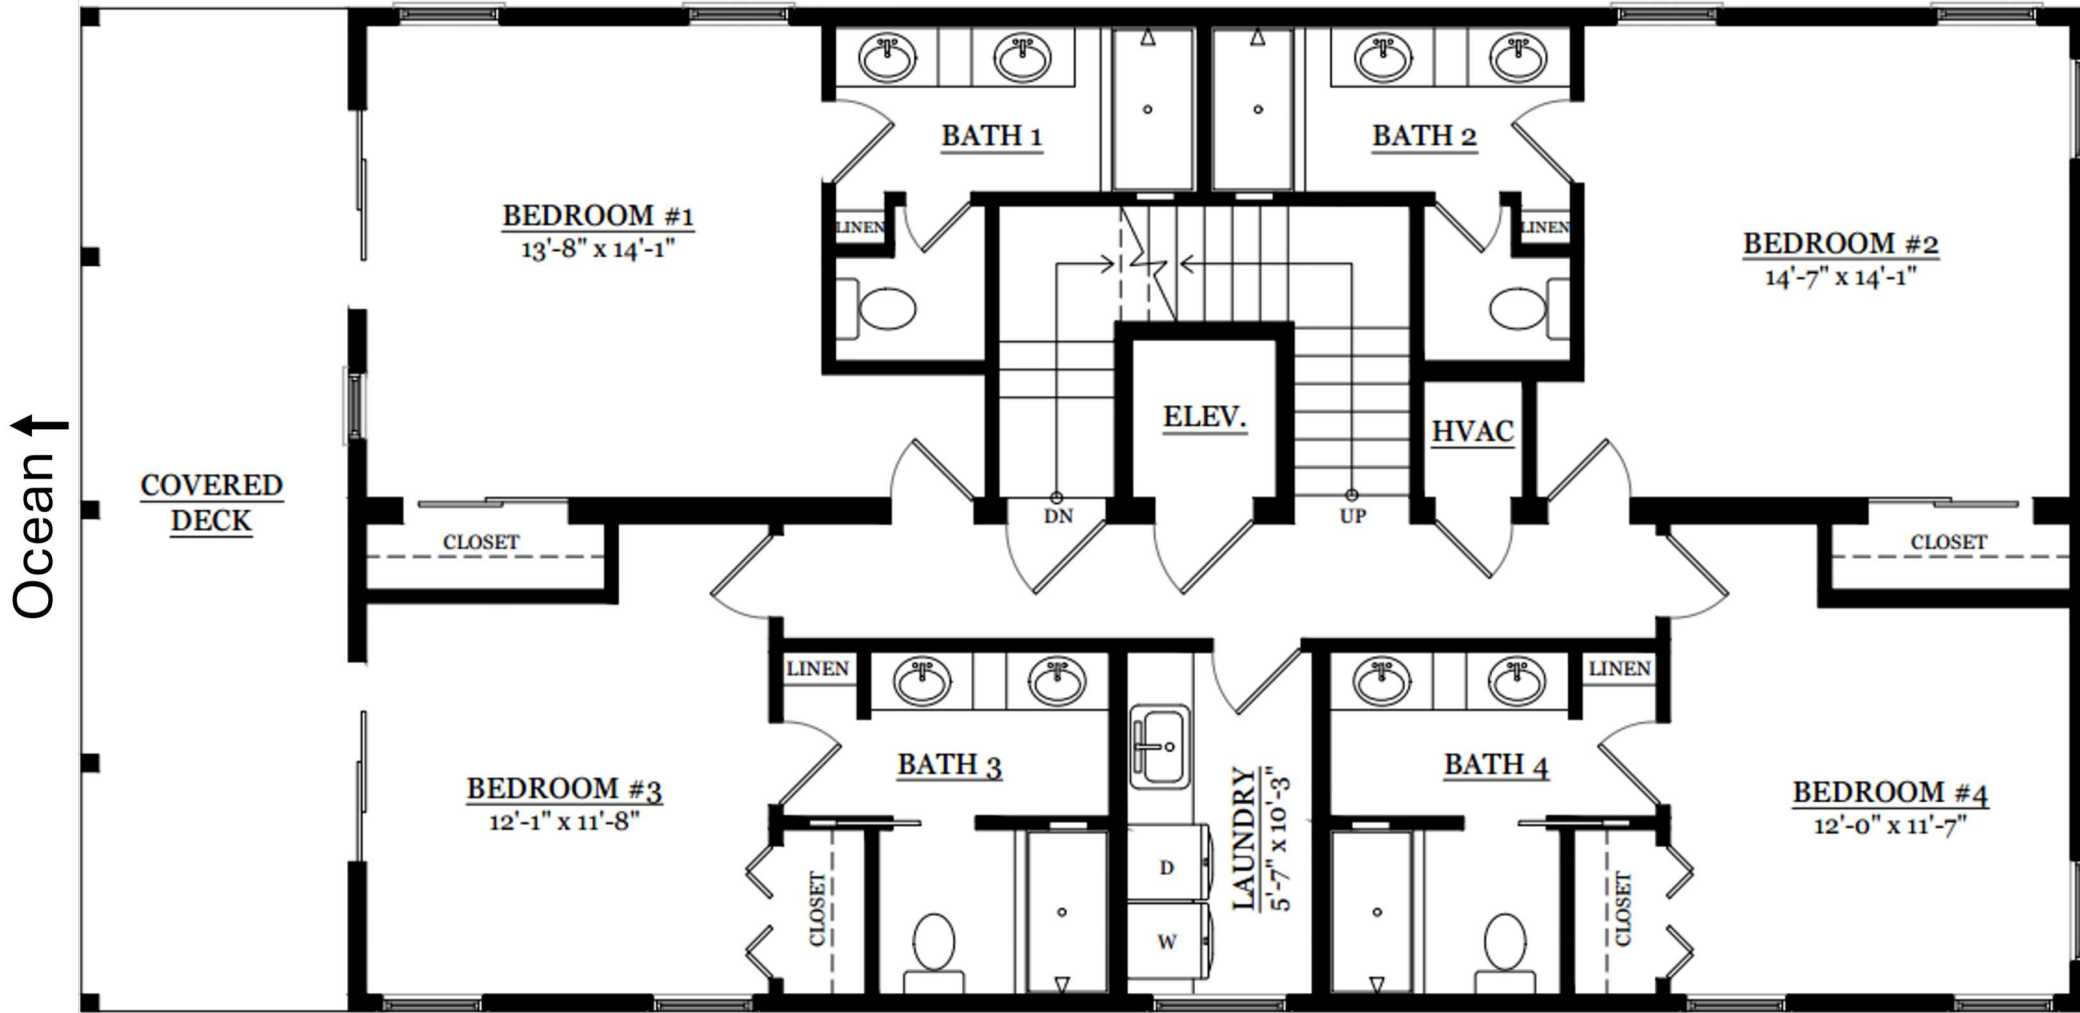 Ocean
COVERED
DECK
BEDROOM #1
13'-8" x 14'-1"
BATH 1
LINEN
BATH 2
LINEN
BEDROOM #2
14'-7" x 14'-1"
ELEV.
HVAC
DN
UP
CLOSET
CLOSET
LINEN
BATH 3
BEDROOM #3
12'-1" x 11'-8"
CLOSET
LAUNDRY
5'-7" x 10'-3"
D
W
LINEN
BATH 4
BEDROOM #4
12'-0" x 11'-7"
CLOSET